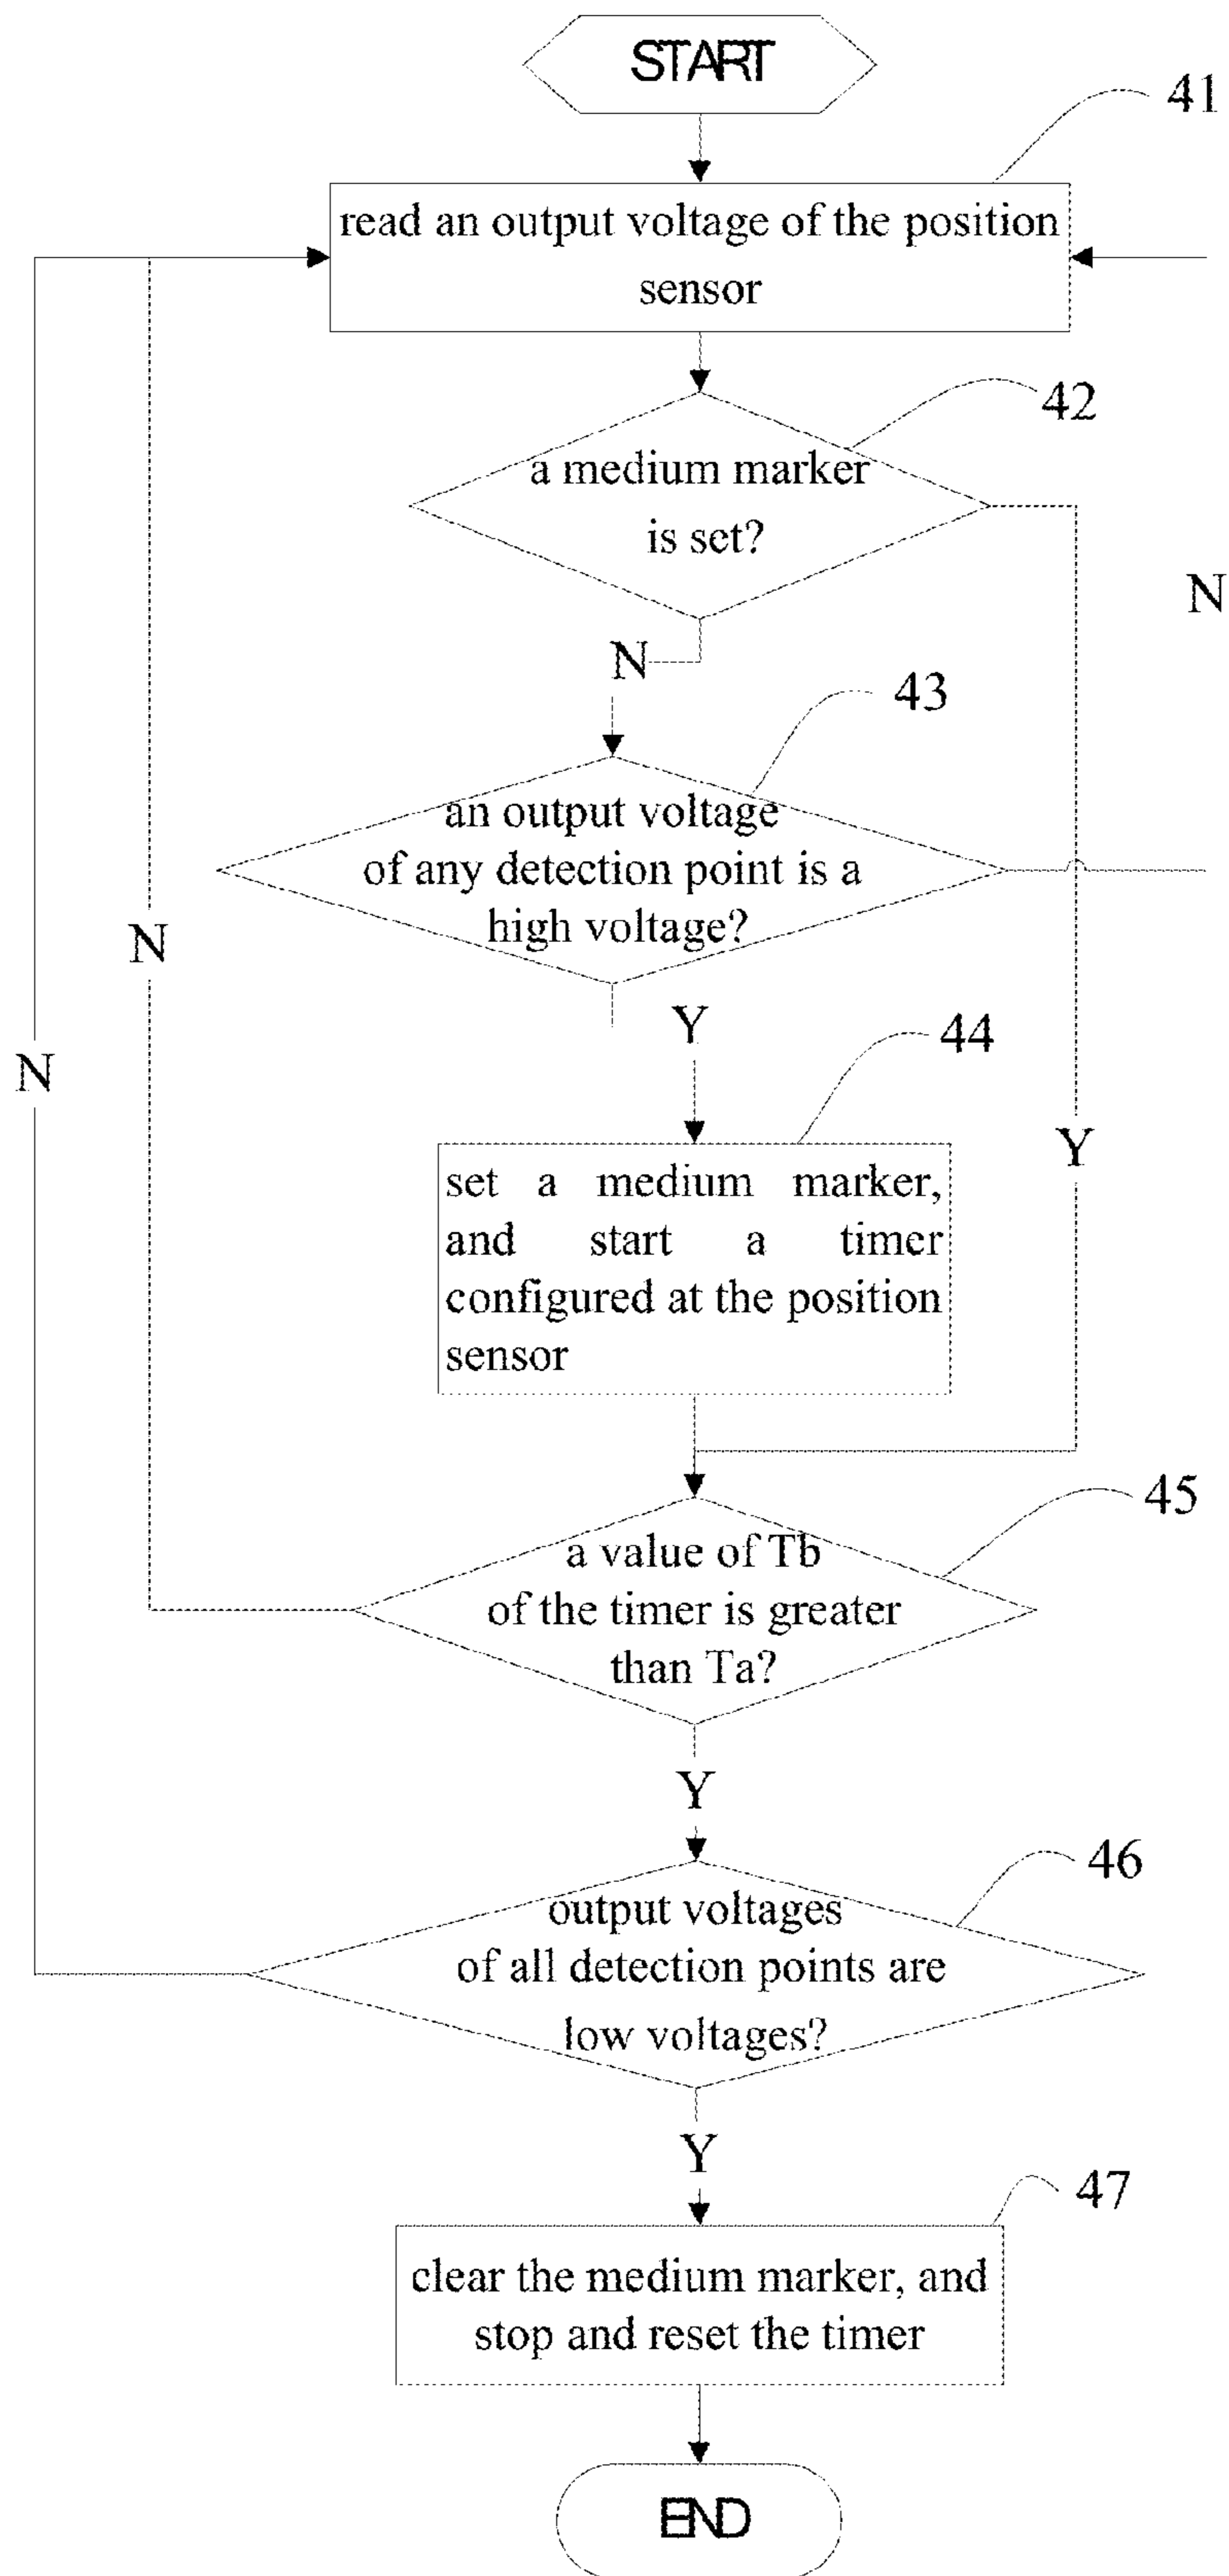 START
41
read an output voltage of the position
sensor
42
a medium marker
is set?
N
N
43
an output voltage
of any detection point is a
high voltage?
N
Y
44
N
Y
set a medium marker,
and start a timer
configured at the position
sensor
45
a value of Tb
of the timer is greater
than Ta?
Y
46
output voltages
of all detection points are
low voltages?
Y
47
clear the medium marker, and
stop and reset the timer
END